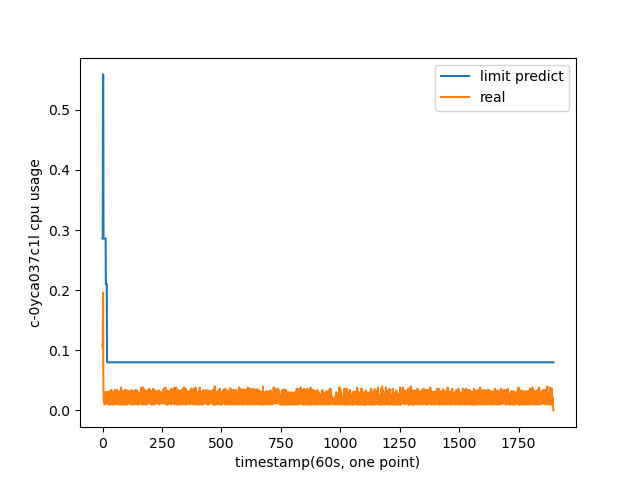 limit predict
real
0.5
0.4
0.3
0.2
0.1
0.0
c-0yca037c1l cpu usage
0 250 500 750 1000 1250 1500 1750
timestamp(60s, one point)